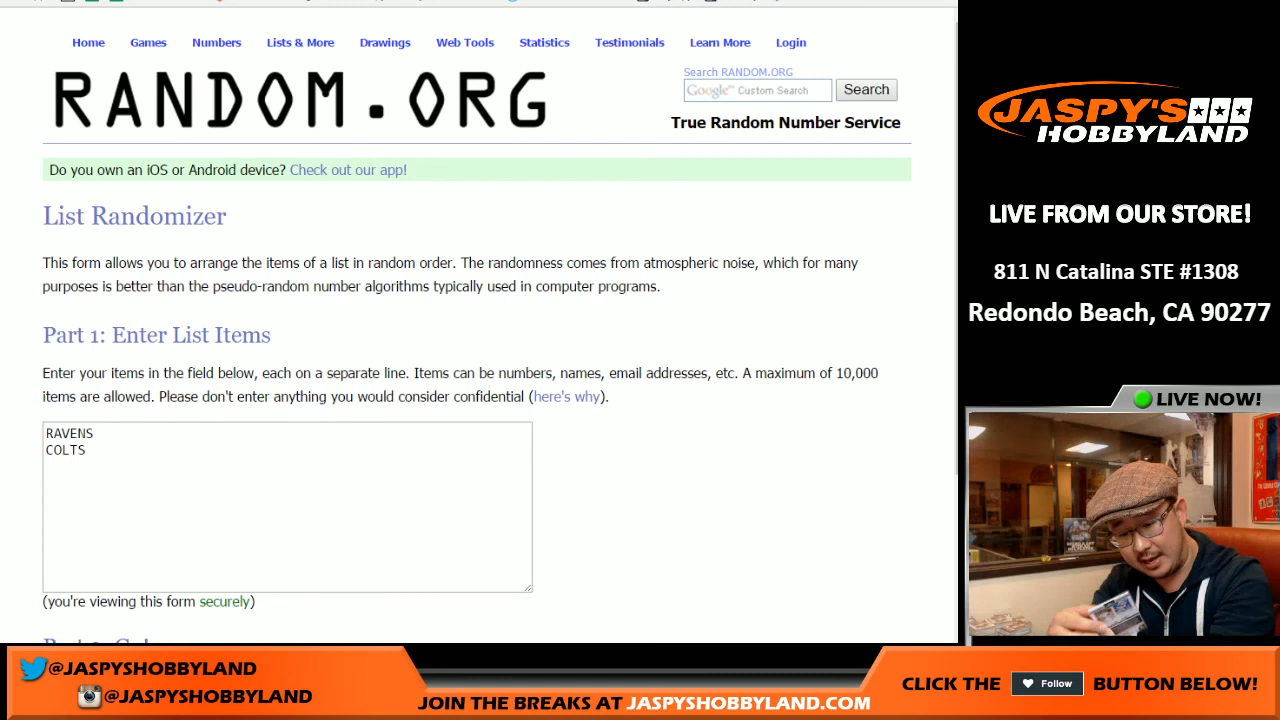 Home Games Numbers Lists & More Drawings Web Tools Statistics Testimonials Learn More Login
RANDOM.ORG
Search RANDOM.ORG
Google™ Custom Search Search
True Random Number Service
Do you own an iOS or Android device? Check out our app!
List Randomizer
This form allows you to arrange the items of a list in random order. The randomness comes from atmospheric noise, which for many
purposes is better than the pseudo-random number algorithms typically used in computer programs.
Part 1: Enter List Items
Enter your items in the field below, each on a separate line. Items can be numbers, names, email addresses, etc. A maximum of 10,000
items are allowed. Please don't enter anything you would consider confidential (here's why).
RAVENS
COLTS
(you're viewing this form securely)
JASPY'S
HOBBYLAND
LIVE FROM OUR STORE!
811 N Catalina STE #1308
Redondo Beach, CA 90277
LIVE NOW!
@JASPYSHOBBYLAND
@JASPYSHOBBYLAND
JOIN THE BREAKS AT JASPYSHOBBYLAND.COM
CLICK THE Follow BUTTON BELOW!